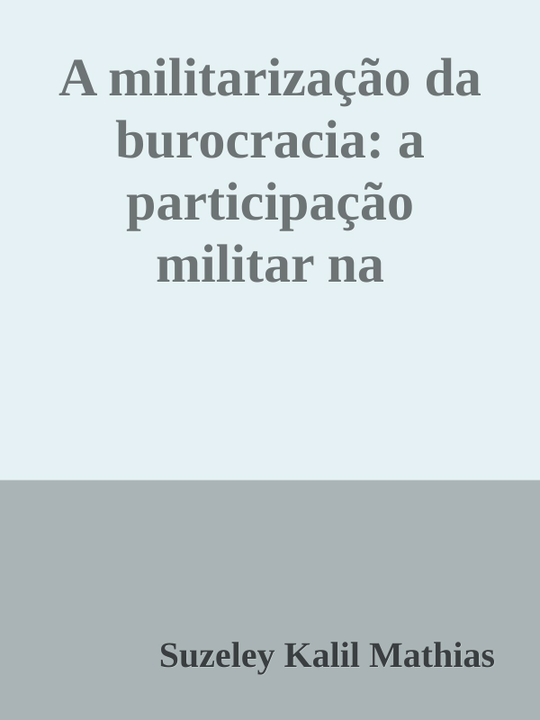 A militarização da
burocracia: a
participação
militar na
Suzeley Kalil Mathias